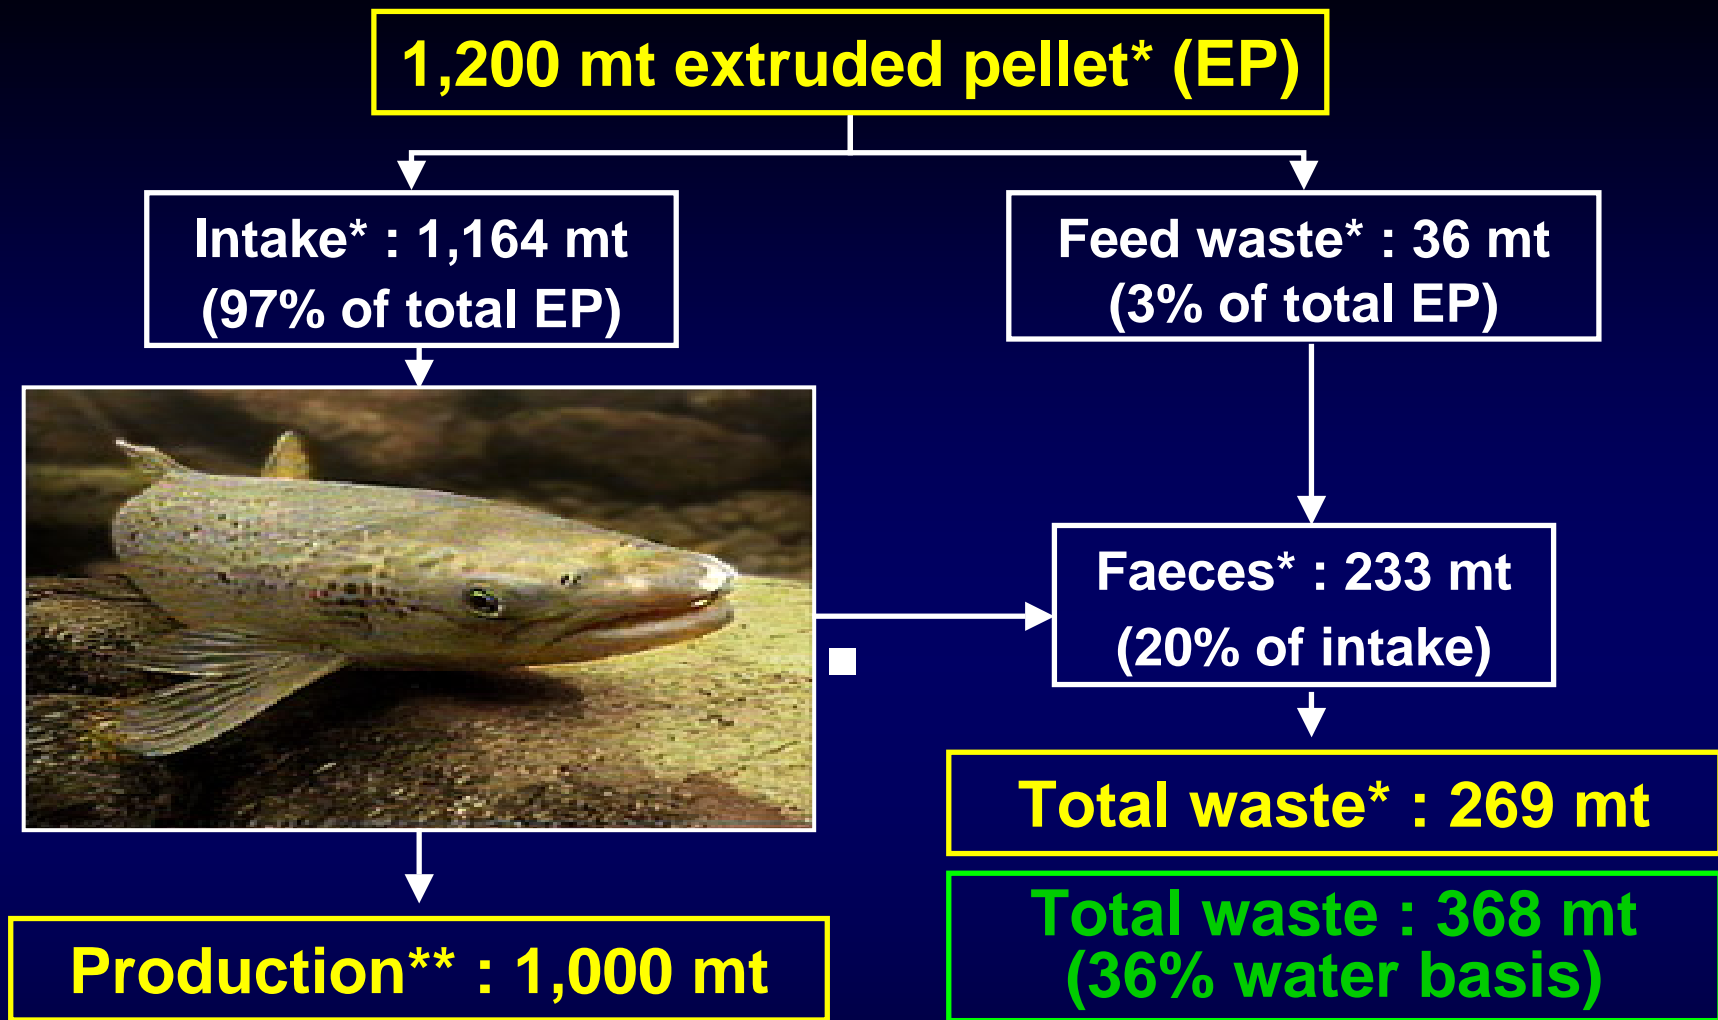 1,200 mt extruded pellet* (EP)
Intake* : 1,164 mt
(97% of total EP)
Feed waste* : 36 mt
(3% of total EP)
Faeces* : 233 mt
(20% of intake)
Total waste* : 269 mt
Total waste : 368 mt
(36% water basis)
Production** : 1,000 mt